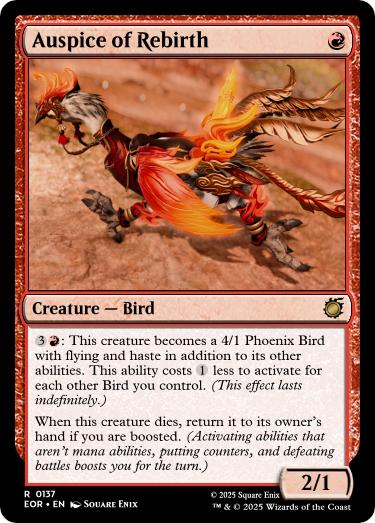 Auspice of Rebirth
Creature — Bird
3: This creature becomes a 4/1 Phoenix Bird
with flying and haste in addition to its other
abilities. This ability costs 1 less to activate for
each other Bird you control. (This effect lasts
indefinitely.)
When this creature dies, return it to its owner's
hand if you are boosted. (Activating abilities that
aren't mana abilities, putting counters, and defeating
battles boosts you for the turn.)
2/1
R 0137
EOR • EN SQUARE ENIX
© 2025 Square Enix
™ & © 2025 Wizards of the Coast